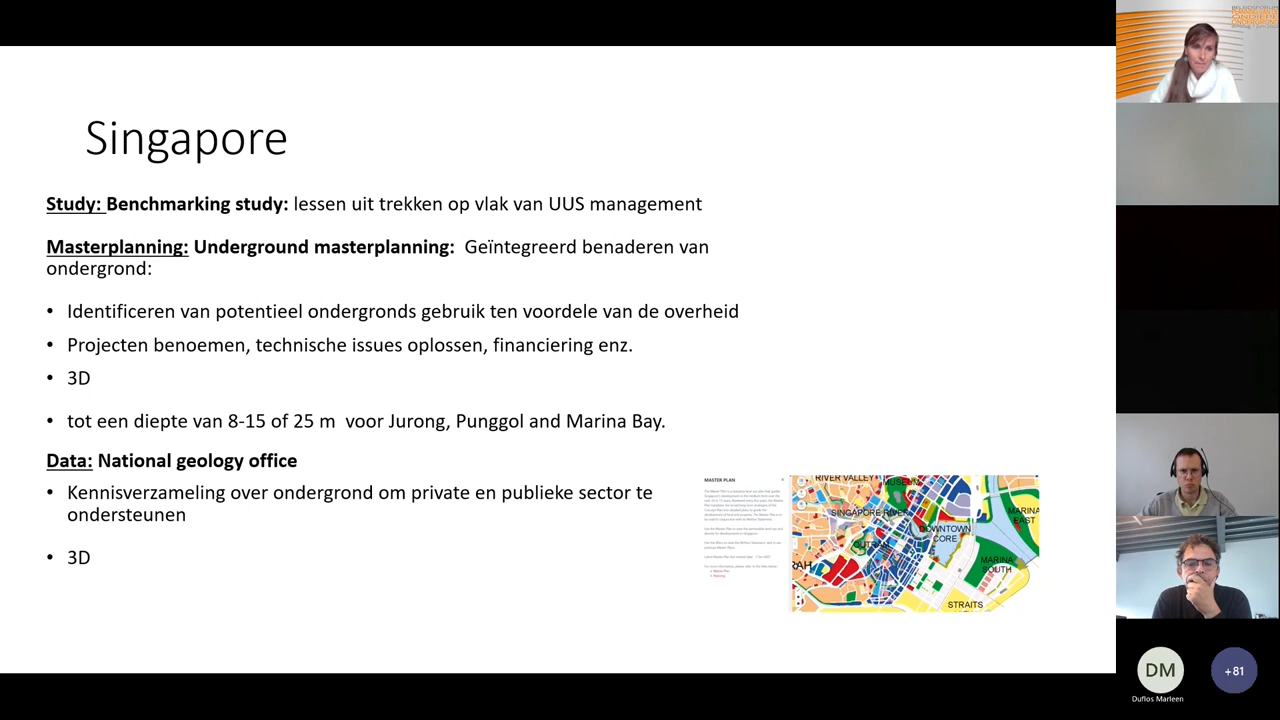 Singapore
Study: Benchmarking study: lessen uit trekken op vlak van UUS management
Masterplanning: Underground masterplanning: Geïntegreerd benaderen van
ondergrond:
• Identificeren van potentieel ondergronds gebruik ten voordele van de overheid
• Projecten benoemen, technische issues oplossen, financiering enz.
• 3D
• tot een diepte van 8-15 of 25 m voor Jurong, Punggol and Marina Bay.
Data: National geology office
• Kennisverzameling over ondergrond om private en publieke sector te
ondersteunen
• 3D
MASTER PLAN
RIVER VALLEY
MUSEUM
SINGAPORE RIVER
DOWNTOWN
CORE
MARINA
EAST
MARINA
SOUTH
STRAITS
DM
+81
Duflos Marleen